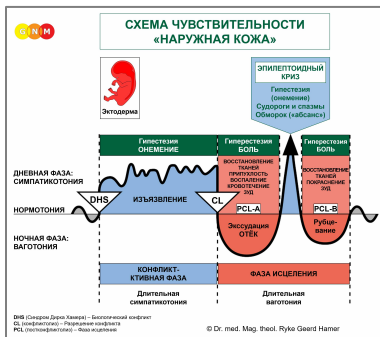 GNM
СХЕМА ЧУВСТВИТЕЛЬНОСТИ
«НАРУЖНАЯ КОЖА»
Эктодерма
ЭПИЛЕПТОИДНЫЙ
КРИЗ
Гипестезия
(онемение)
Судороги и спазмы
Обморок («абсанс»)
Гипестезия
ОНЕМЕНИЕ
Гиперестезия
БОЛЬ
Гиперестезия
БОЛЬ
ДНЕВНАЯ ФАЗА:
СИМПАТИКОТОНИЯ
ВОССТАНОВЛЕНИЕ
ТКАНЕЙ
ПРИПУХЛОСТЬ
ВОСПАЛЕНИЕ
КРОВОТЕЧЕНИЕ
ЗУД
ВОССТАНОВЛЕНИЕ
ТКАНЕЙ
ПОКРАСНЕНИЕ
ЗУД
DHS
ИЗЪЯЗВЛЕНИЕ
CL
PCL-A
PCL-B
НОРМОТОНИЯ
НОЧНАЯ ФАЗА:
ВАГОТОНИЯ
Экссудация
ОТЁК
Рубце-
вание
КОНФЛИКТ-
КТИВНАЯ ФАЗА
ФАЗА ИСЦЕЛЕНИЯ
Длительная
симпатикотония
Длительная
ваготония
DHS (Синдром Дирка Хамера) – Биологический конфликт
CL (конфликтолиз) – Разрешение конфликта
PCL (постконфликтолиз) – Фаза исцеления
© Dr. med. Mag. theol. Ryke Geerd Hamer